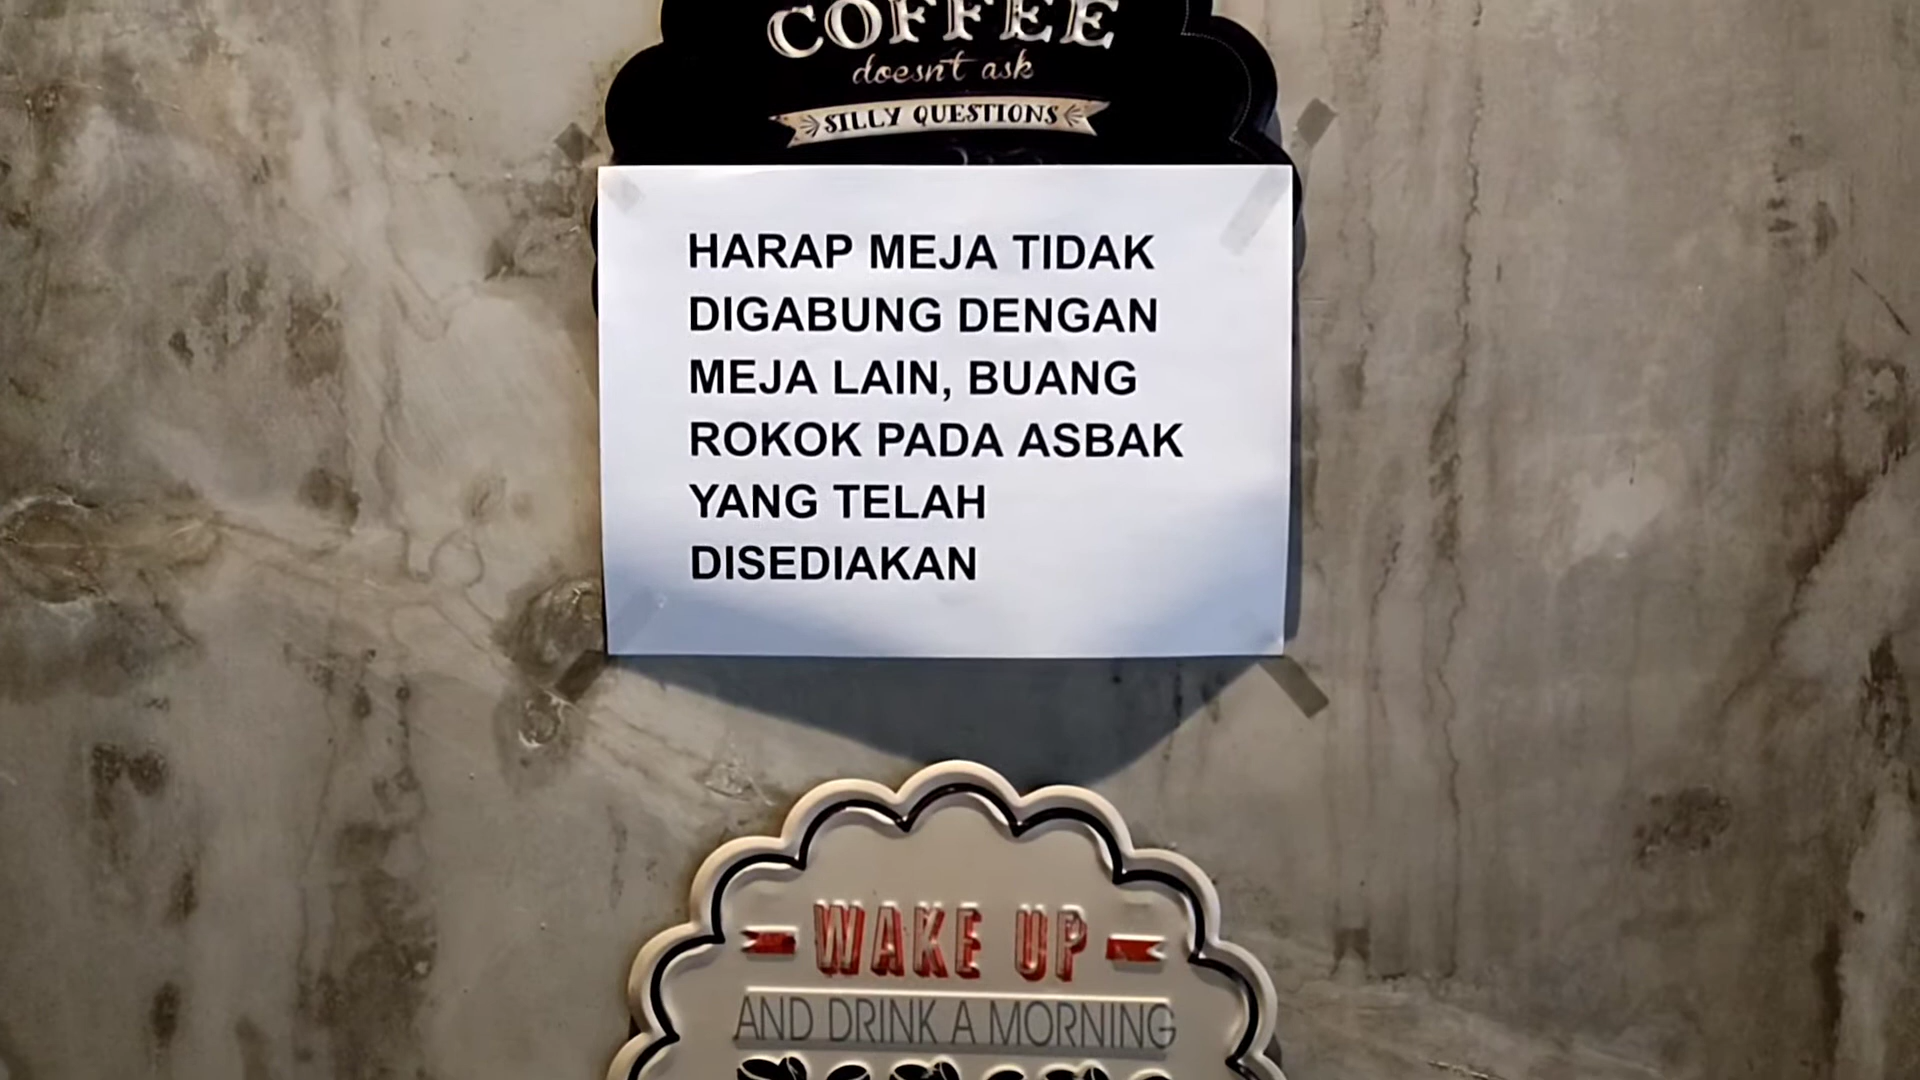 COFFEE
doesn't ask
SILLY QUESTIONS
HARAP MEJA TIDAK
DIGABUNG DENGAN
MEJA LAIN, BUANG
ROKOK PADA ASBAK
YANG TELAH
DISEDIAKAN
WAKE UP
AND DRINK A MORNING